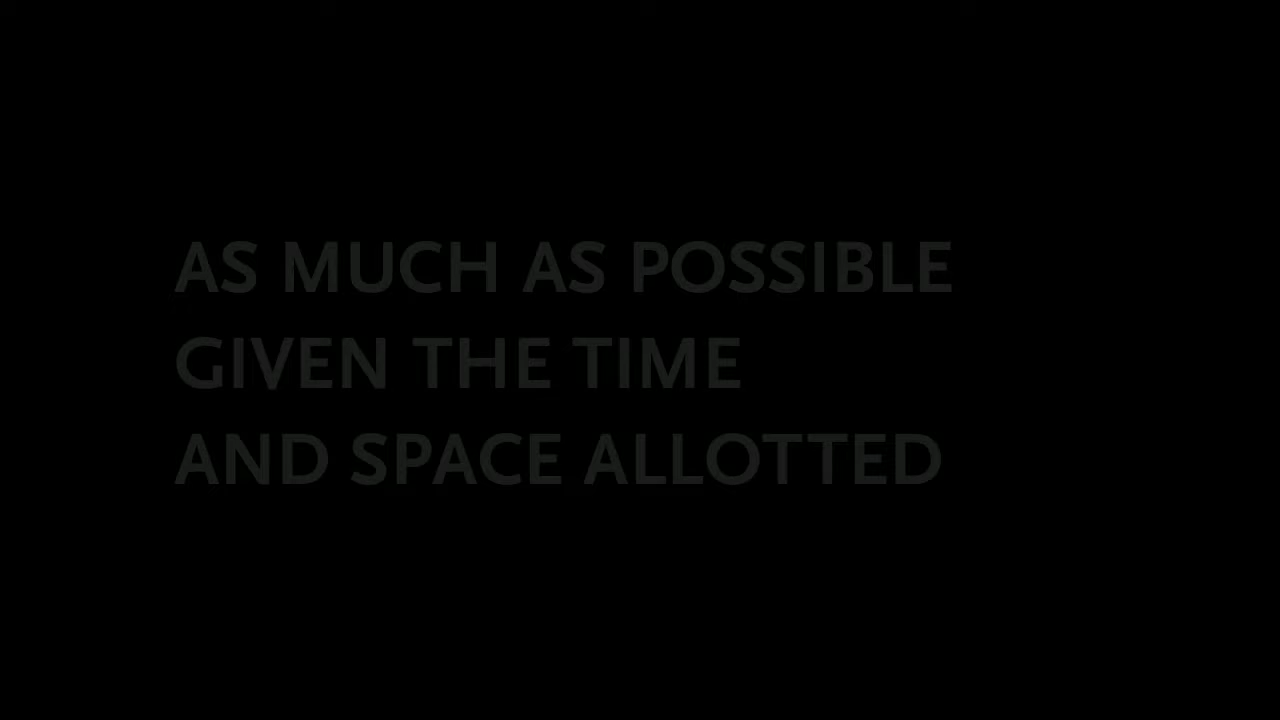 AS MUCH AS POSSIBLE
GIVEN THE TIME
AND SPACE ALLOTTED